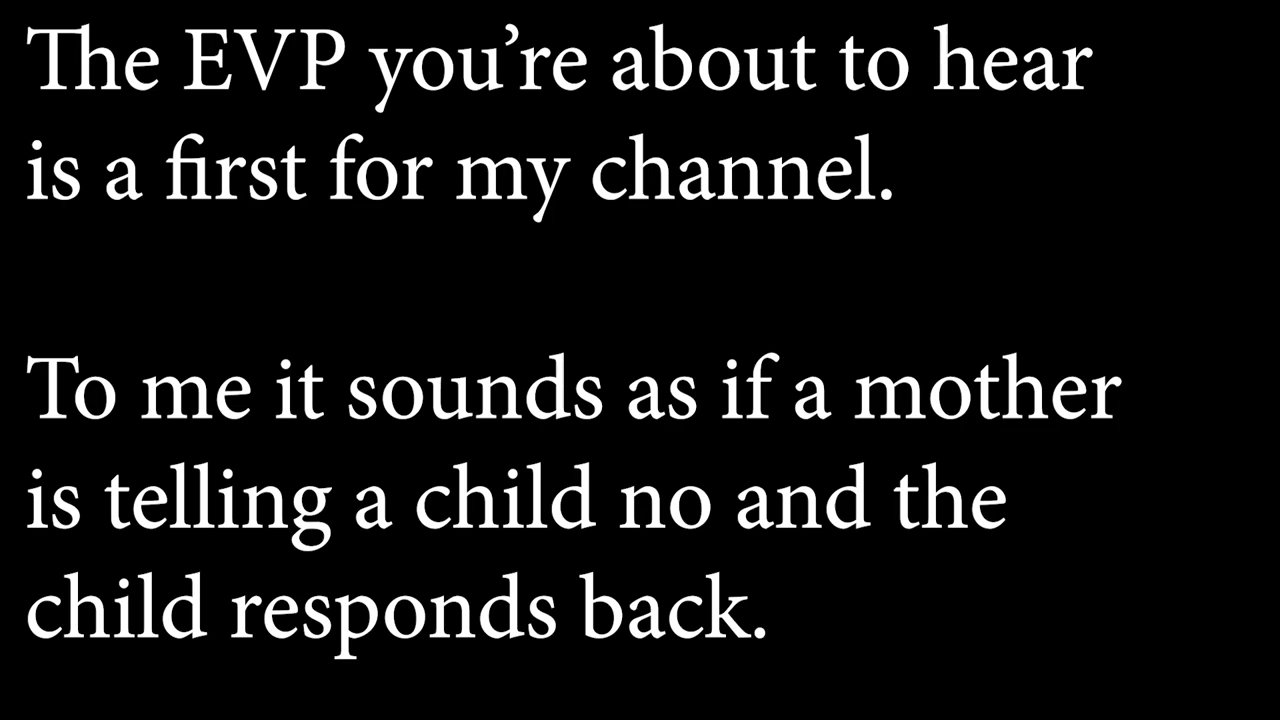 The EVP you’re about to hear
is a first for my channel.
To me it sounds as if a mother
is telling a child no and the
child responds back.